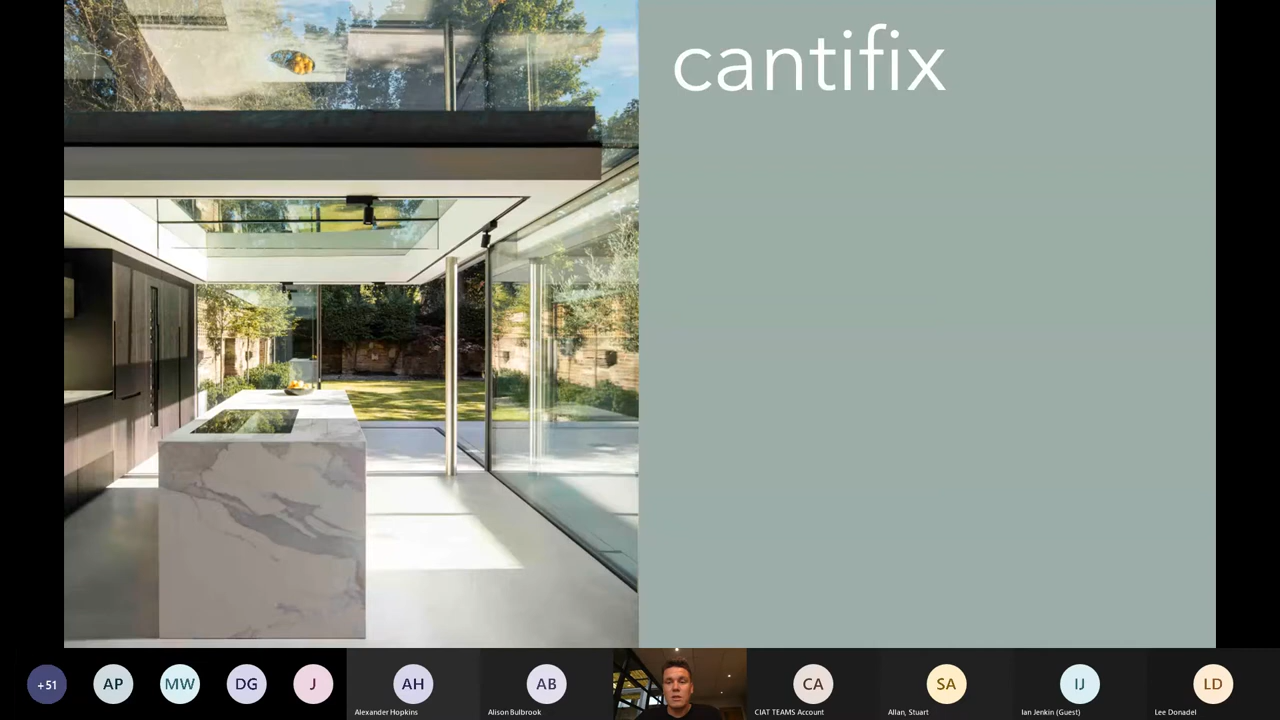 cantifix
+51
AP
MW
DG
J
AH
AB
CA
SA
IJ
LD
Alexander Hopkins
Alison Bulbrook
CIAT TEAMS Account
Allan, Stuart
Ian Jenkin (Guest)
Lee Donadel